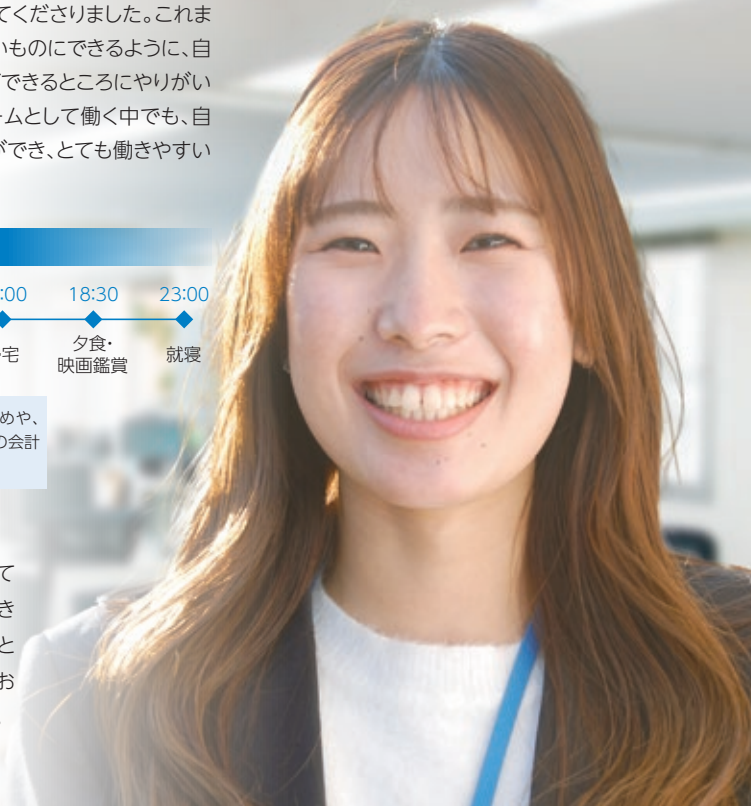 てくださりました。これま
いものにできるように、自
できるところにやりがい
ームとして働く中でも、自
ができ、とても働きやすい
:00 18:30 23:00
宅 夕食・ 就寝
映画鑑賞
めや、
の会計
て
き
と
お